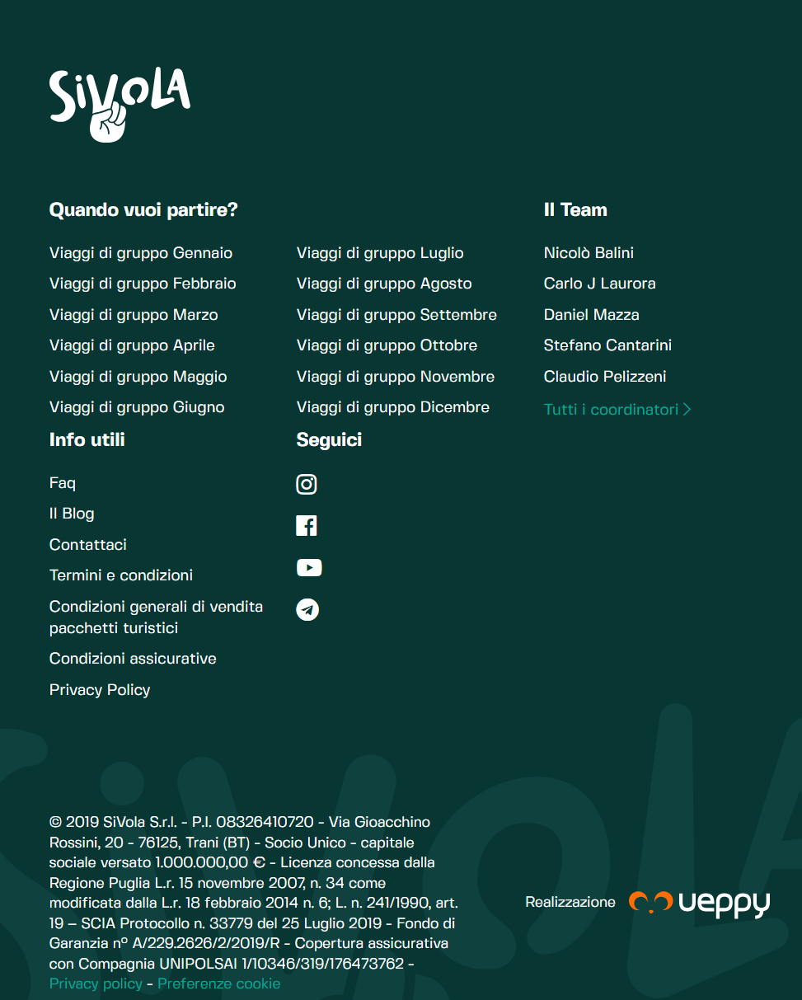 SiVoLA
Quando vuoi partire?
Viaggi di gruppo Gennaio
Viaggi di gruppo Febbraio
Viaggi di gruppo Marzo
Viaggi di gruppo Aprile
Viaggi di gruppo Maggio
Viaggi di gruppo Giugno
Viaggi di gruppo Luglio
Viaggi di gruppo Agosto
Viaggi di gruppo Settembre
Viaggi di gruppo Ottobre
Viaggi di gruppo Novembre
Viaggi di gruppo Dicembre
Il Team
Nicolò Balini
Carlo J Laurora
Daniel Mazza
Stefano Cantarini
Claudio Pelizzeni
Tutti i coordinatori
Info utili
Faq
Il Blog
Contattaci
Termini e condizioni
Condizioni generali di vendita
pacchetti turistici
Condizioni assicurative
Privacy Policy
Seguici
SiVoLA
© 2019 SiVola S.r.l. - P.I. 08326410720 - Via Gioacchino
Rossini, 20 - 76125, Trani (BT) - Socio Unico - capitale
sociale versato 1.000.000,00 € - Licenza concessa dalla
Regione Puglia L.r. 15 novembre 2007, n. 34 come
modificata dalla L.r. 18 febbraio 2014 n. 6; L. n. 241/1990, art.
19 – SCIA Protocollo n. 33779 del 25 Luglio 2019 - Fondo di
Garanzia nº A/229.2626/2/2019/R - Copertura assicurativa
con Compagnia UNIPOLSAI 1/10346/319/176473762 -
Privacy policy - Preferenze cookie
Realizzazione ueppy